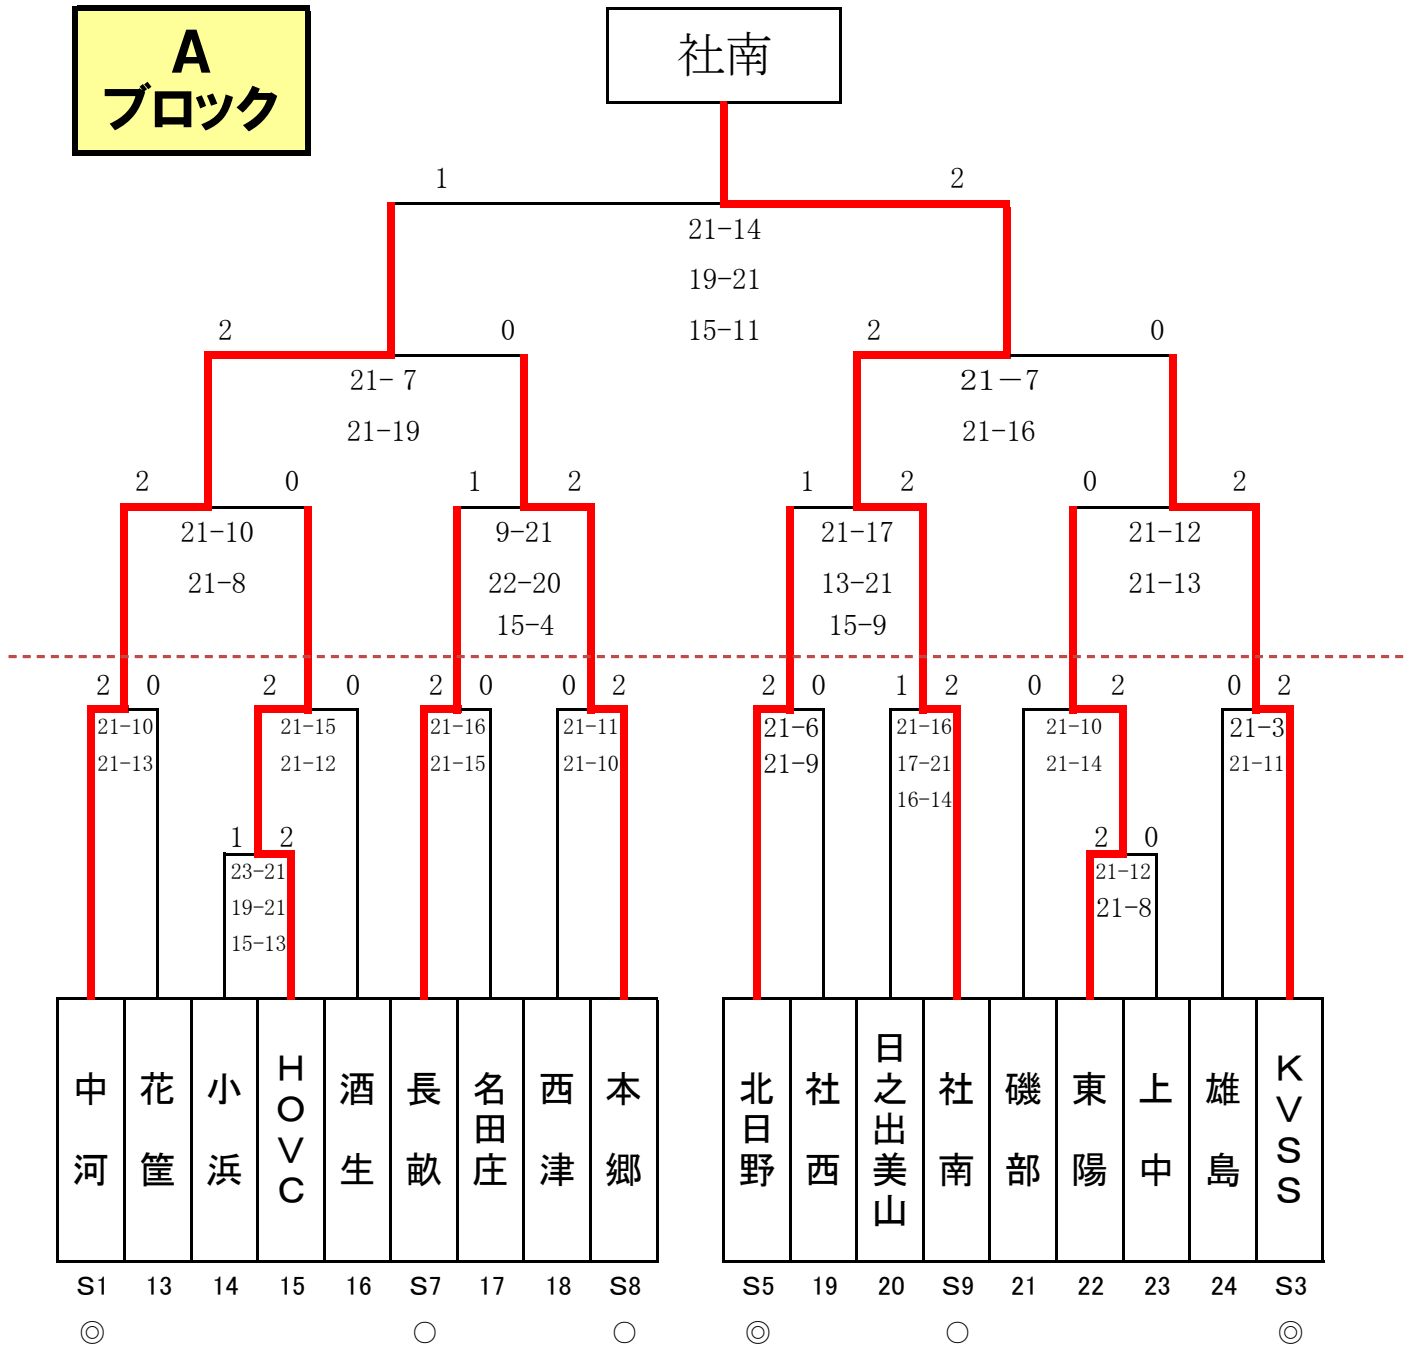 A
ブロック
社南
1 2
21-14
19-21
15-11
2 0 2 0
21- 7 21－7
21-19 21-16
2 0 1 2 1 2 0 2
21-10 9-21 21-17 21-12
21-8 22-20 13-21 21-13
15-4 15-9
2 0 2 0 2 0 0 2 2 0 1 2 0 2 0 2
21-10 21-15 21-16 21-11 21-6 21-16 21-10 21-3
21-13 21-12 21-15 21-10 21-9 17-21 21-14 21-11
16-14
1 2 2 0
23-21 21-12
19-21 21-8
15-13
中河
花筐
小浜
HOVC
酒生
長畝
名田庄
西津
本郷
北日野
社西
日之出美山
社南
磯部
東陽
上中
雄島
KVSS
S1 13 14 15 16 S7 17 18 S8 S5 19 20 S9 21 22 23 24 S3
◎ ○ ○ ◎ ○ ◎